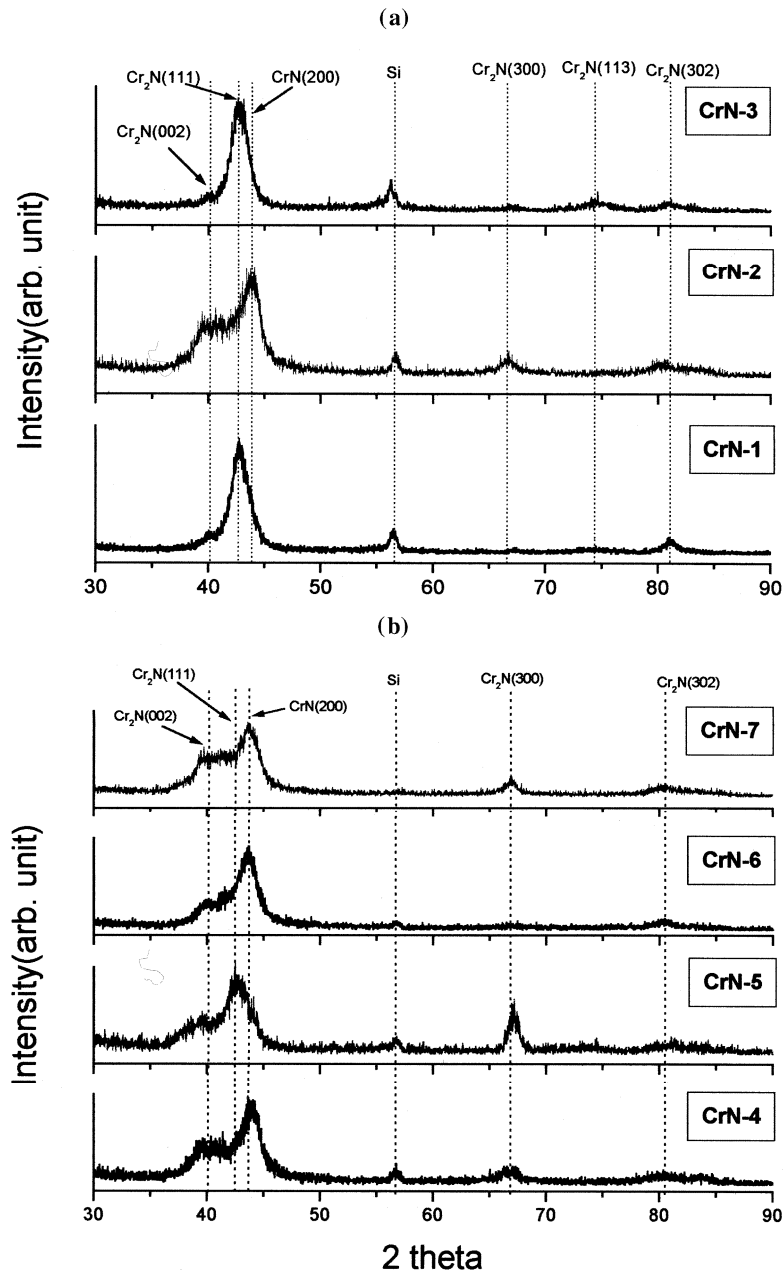 (a)
Cr₂N(111)
CrN(200)
Si
Cr₂N(300)
Cr₂N(113)
Cr₂N(302)
CrN-3
Cr₂N(002)
CrN-2
CrN-1
Intensity(arb. unit)
30 40 50 60 70 80 90
(b)
Cr₂N(111)
Si
Cr₂N(300)
Cr₂N(302)
CrN(200)
Cr₂N(002)
CrN-7
CrN-6
CrN-5
CrN-4
Intensity(arb. unit)
30 40 50 60 70 80 90
2 theta